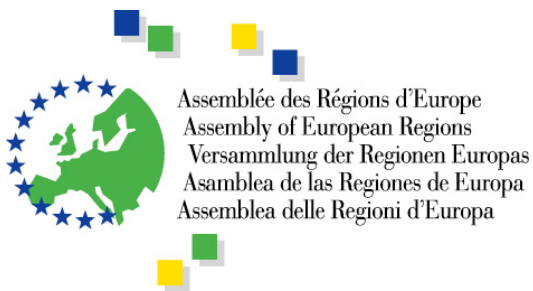 Assemblée des Régions d'Europe
Assembly of European Regions
Versammlung der Regionen Europas
Asamblea de las Regiones de Europa
Assemblea delle Regioni d'Europa